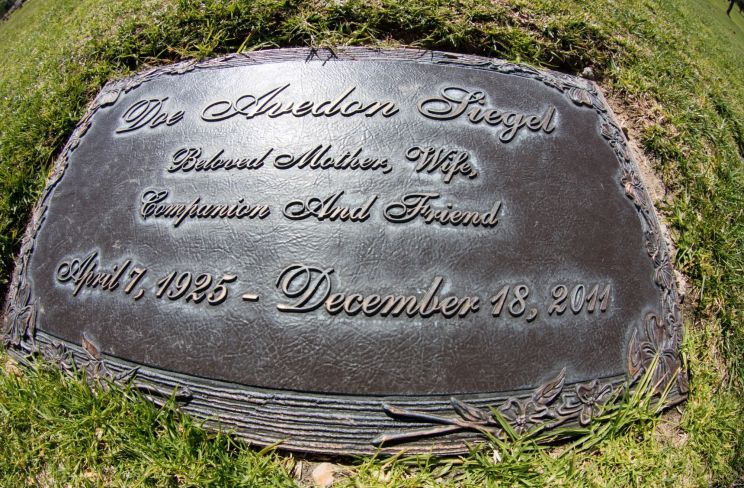 Doe Avedon Siegel
Beloved Mother, Wife,
Companion And Friend
April 7, 1925 - December 18, 2011